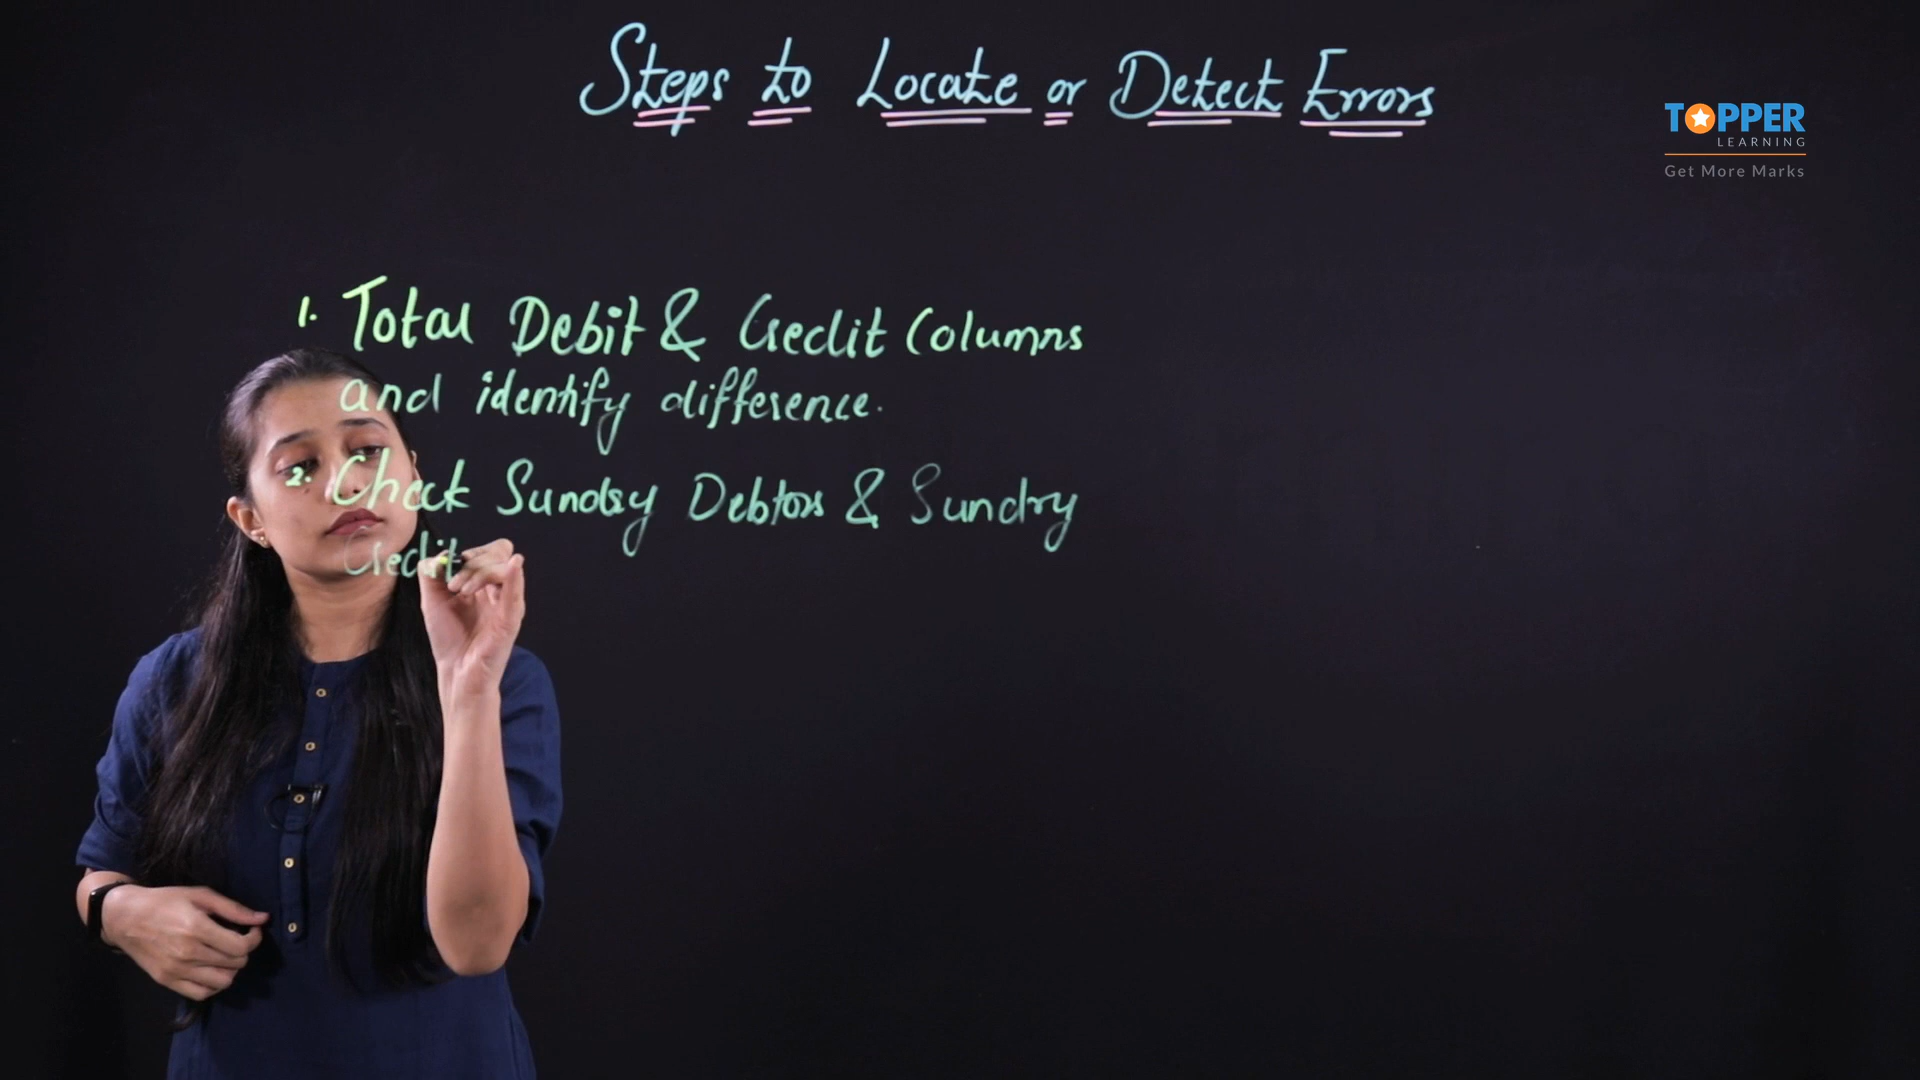 Steps to Locate or Detect Errors
TOPPER
LEARNING
Get More Marks
1. Total Debit & Credit Columns
and identify difference.
2. Check Sundry Debtors & Sundry
Credit